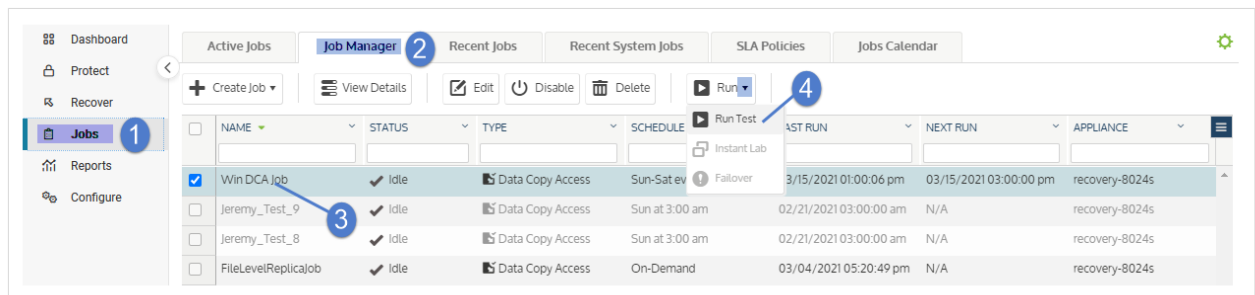 Dashboard
Protect
Recover
Jobs 1
Reports
Configure
Active Jobs Job Manager 2 Recent Jobs Recent System Jobs SLA Policies Jobs Calendar
Create Job View Details Edit Disable Delete Run 4
Run Test
Instant Lab
Failover
NAME STATUS TYPE SCHEDULE AST RUN NEXT RUN APPLIANCE
Win DCA Job Idle Data Copy Access Sun-Sat ev 3/15/2021 01:00:06 pm 03/15/2021 03:00:00 pm recovery-8024s
3
Jeremy_Test_9 Idle Data Copy Access Sun at 3:00 am 02/21/2021 03:00:00 am N/A recovery-8024s
Jeremy_Test_8 Idle Data Copy Access Sun at 3:00 am 02/21/2021 03:00:00 am N/A recovery-8024s
FileLevelReplicaJob Idle Data Copy Access On-Demand 03/04/2021 05:20:49 pm N/A recovery-8024s